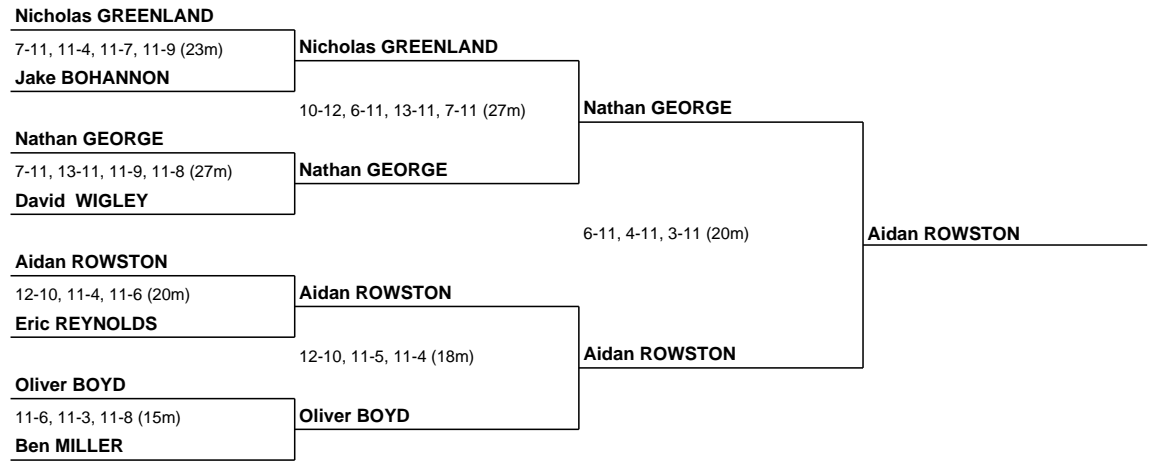 Nicholas GREENLAND
7-11, 11-4, 11-7, 11-9 (23m)
Nicholas GREENLAND
Jake BOHANNON
10-12, 6-11, 13-11, 7-11 (27m)
Nathan GEORGE
Nathan GEORGE
7-11, 13-11, 11-9, 11-8 (27m)
Nathan GEORGE
David  WIGLEY
6-11, 4-11, 3-11 (20m)
Aidan ROWSTON
Aidan ROWSTON
12-10, 11-4, 11-6 (20m)
Aidan ROWSTON
Eric REYNOLDS
12-10, 11-5, 11-4 (18m)
Aidan ROWSTON
Oliver BOYD
11-6, 11-3, 11-8 (15m)
Oliver BOYD
Ben MILLER